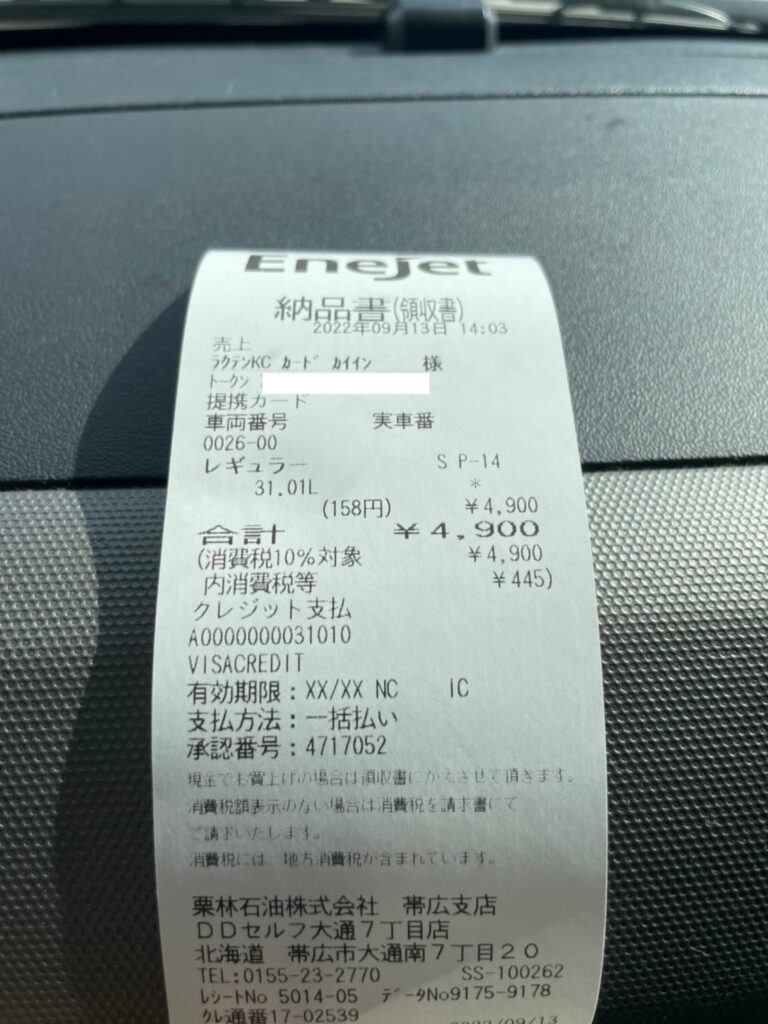 EneJet
納品書(領収書)
2022年09月13日 14:03
売上
ﾗｸﾃﾝKC ｶｰﾄﾞ ｶｲｲﾝ 様
ﾄｰｸﾝ
提携カード
車両番号 実車番
0026-00
レギュラー S P-14
31.01L *
(158円) ¥4,900
合計 ¥4,900
(消費税10%対象 ¥4,900
内消費税等 ¥445)
クレジット支払
A0000000031010
VISACREDIT
有効期限:XX/XX NC IC
支払方法:一括払い
承認番号:4717052
現金でお買上げの場合は領収書にかえさせて頂きます。
消費税額表示のない場合は消費税を請求書にて
ご請求いたします。
消費税には 地方消費税が含まれています。
栗林石油株式会社 帯広支店
DDセルフ大通7丁目店
北海道 帯広市大通南7丁目20
TEL:0155-23-2770 SS-100262
ﾚｼｰﾄNo 5014-05 ﾃﾞｰﾀNo9175-9178
ｸﾚ通番17-02539 2022/09/13